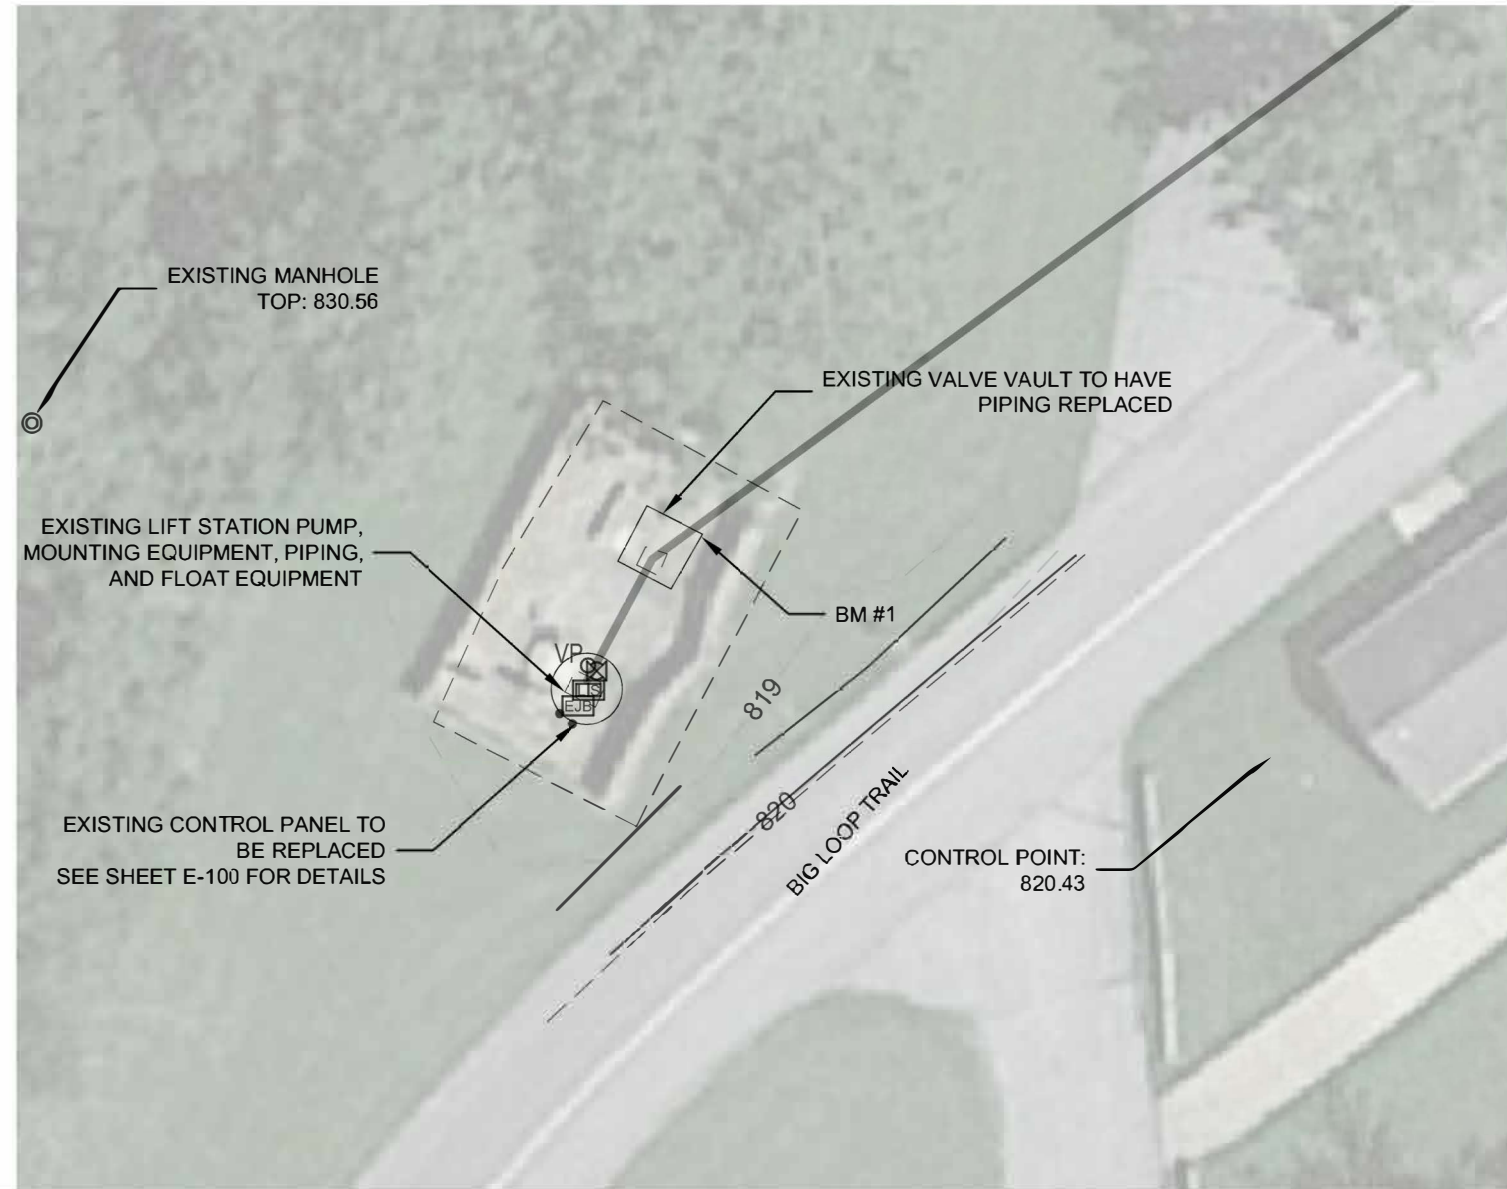 EXISTING MANHOLE
TOP: 830.56
EXISTING VALVE VAULT TO HAVE
PIPING REPLACED
EXISTING LIFT STATION PUMP,
MOUNTING EQUIPMENT, PIPING,
AND FLOAT EQUIPMENT
BM #1
VP
EJB
819
820
BIG LOOP TRAIL
EXISTING CONTROL PANEL TO
BE REPLACED
SEE SHEET E-100 FOR DETAILS
CONTROL POINT:
820.43